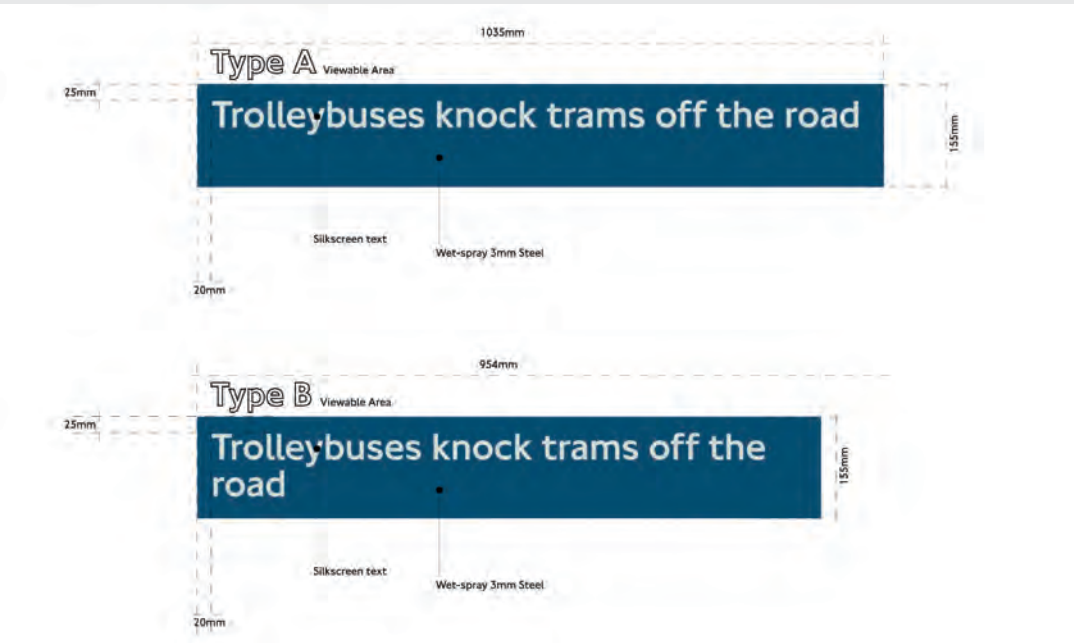 1035mm
Type A Viewable Area
25mm
Trolleybuses knock trams off the road
155mm
Silkscreen text
Wet-spray 3mm Steel
20mm
954mm
Type B Viewable Area
25mm
Trolleybuses knock trams off the
road
155mm
Silkscreen text
Wet-spray 3mm Steel
20mm